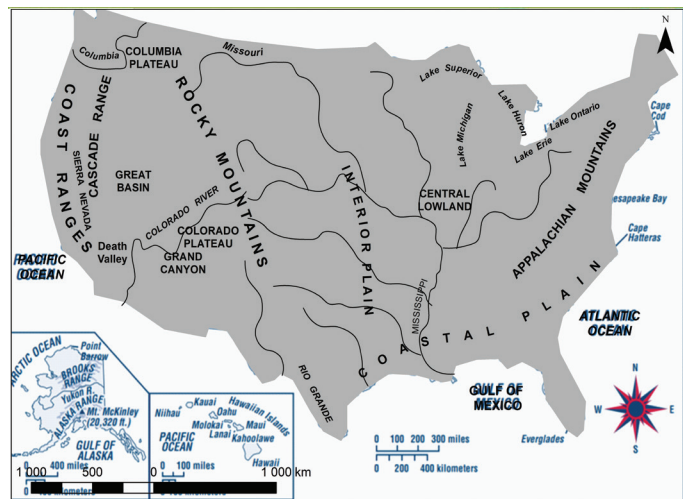 N
Columbia
COLUMBIA
PLATEAU
Missouri
Lake Superior
Lake Michigan
Lake Huron
Lake Ontario
Lake Erie
Cape
Cod
COAST RANGES
CASCADE RANGE
SIERRA NEVADA
ROCKY MOUNTAINS
GREAT
BASIN
INTERIOR PLAIN
CENTRAL
LOWLAND
APPALACHIAN MOUNTAINS
esapeake Bay
Cape
Hatteras
COLORADO RIVER
COLORADO
PLATEAU
GRAND
CANYON
Death
Valley
PACIFIC
OCEAN
MISSISSIPPI
COASTAL PLAIN
ATLANTIC
OCEAN
RIO GRANDE
GULF OF
MEXICO
Everglades
N
W
E
S
0 100 200 300 miles
0 200 400 kilometers
ARCTIC OCEAN
Point
Barrow
BROOKS
RANGE
Yukon R.
ALASKA RANGE
Mt. McKinley
(20,320 ft.)
GULF OF
ALASKA
400 miles
kilometers
Kauai
Niihau
Oahu
Hawaiian Islands
Molokai
Maui
Lanai
Kahoolawe
Hawaii
PACIFIC
OCEAN
0 100 miles
kilometers
1 000 500 0 1 000 km